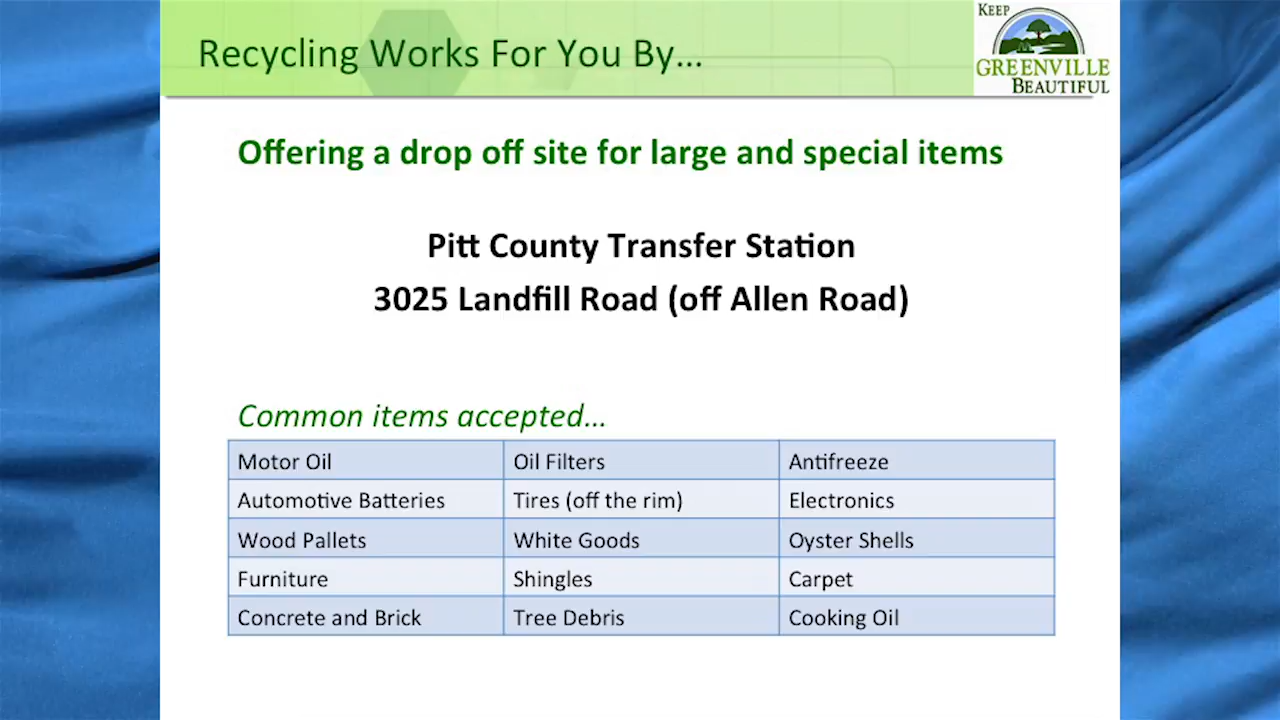 Recycling Works For You By...
KEEP
GREENVILLE
BEAUTIFUL
Offering a drop off site for large and special items
Pitt County Transfer Station
3025 Landfill Road (off Allen Road)
Common items accepted...
Motor Oil Oil Filters Antifreeze
Automotive Batteries Tires (off the rim) Electronics
Wood Pallets White Goods Oyster Shells
Furniture Shingles Carpet
Concrete and Brick Tree Debris Cooking Oil